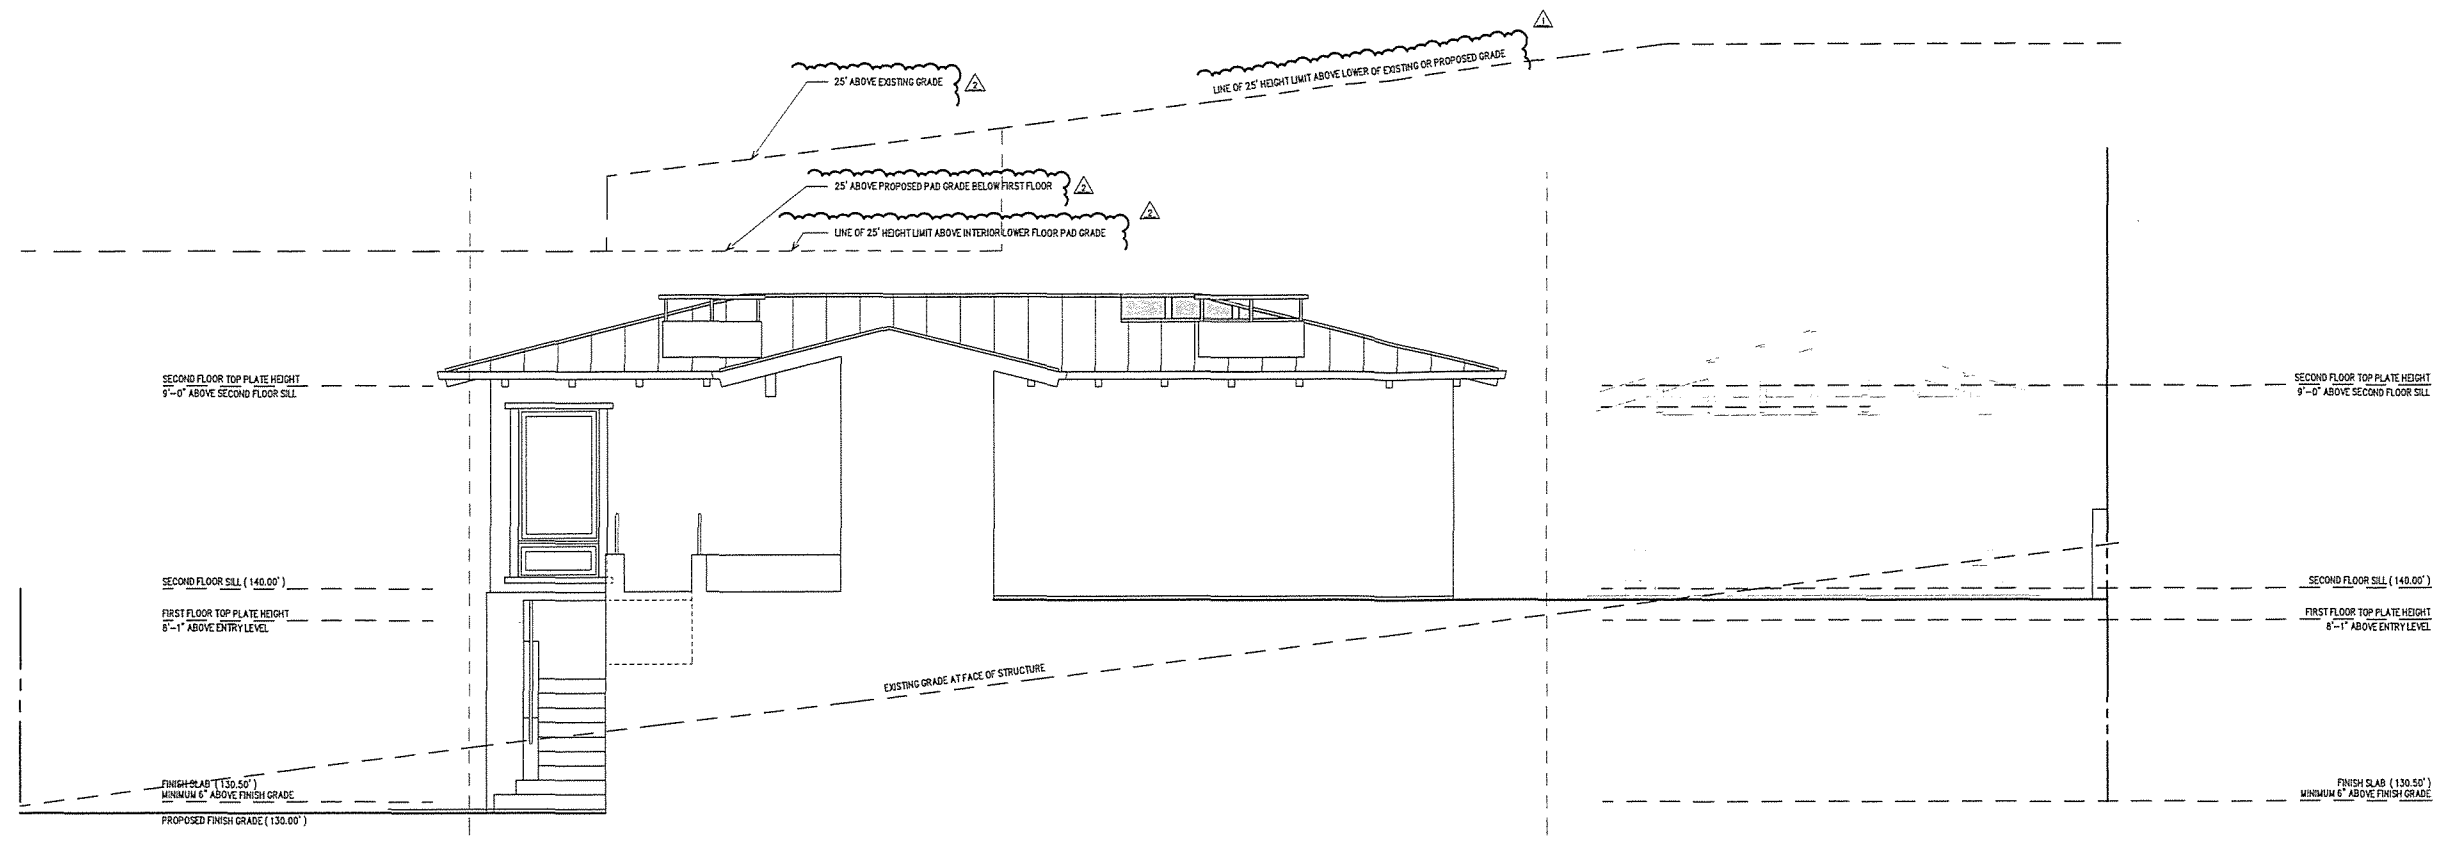 1
LINE OF 25' HEIGHT LIMIT ABOVE LOWER OF EXISTING OR PROPOSED GRADE
25' ABOVE EXISTING GRADE
2
25' ABOVE PROPOSED PAD GRADE BELOW FIRST FLOOR
2
LINE OF 25' HEIGHT LIMIT ABOVE INTERIOR LOWER FLOOR PAD GRADE
2
SECOND FLOOR TOP PLATE HEIGHT
9'-0" ABOVE SECOND FLOOR SILL
SECOND FLOOR TOP PLATE HEIGHT
9'-0" ABOVE SECOND FLOOR SILL
SECOND FLOOR SILL ( 140.00' )
SECOND FLOOR SILL ( 140.00' )
FIRST FLOOR TOP PLATE HEIGHT
8'-1" ABOVE ENTRY LEVEL
FIRST FLOOR TOP PLATE HEIGHT
8'-1" ABOVE ENTRY LEVEL
EXISTING GRADE AT FACE OF STRUCTURE
FINISH SLAB ( 130.50' )
MINIMUM 6" ABOVE FINISH GRADE
FINISH SLAB ( 130.50' )
MINIMUM 6" ABOVE FINISH GRADE
PROPOSED FINISH GRADE ( 130.00' )